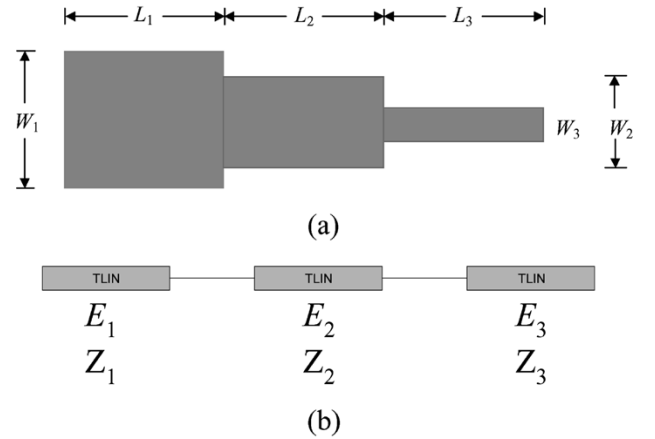 L1 L2 L3
W1 W3 W2
(a)
TLIN TLIN TLIN
E1 E2 E3
Z1 Z2 Z3
(b)